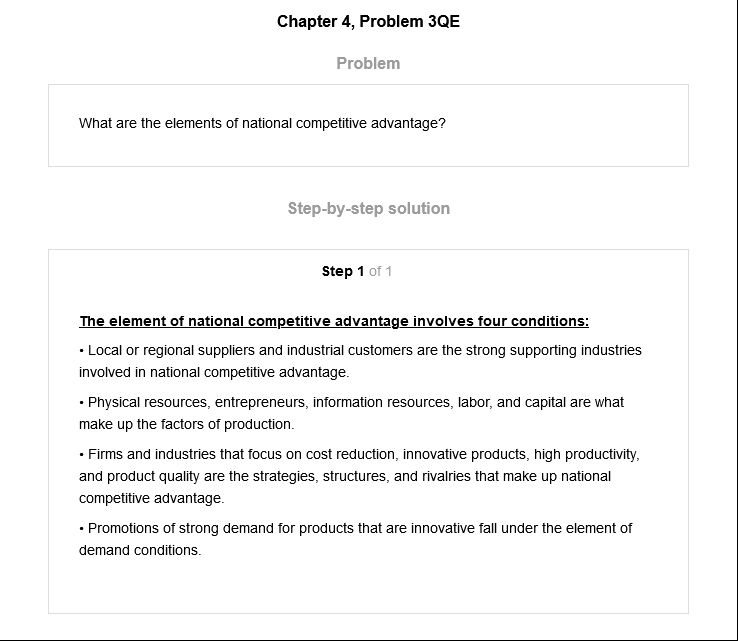 Chapter 4, Problem 3QE
Problem
What are the elements of national competitive advantage?
Step-by-step solution
Step 1 of 1
The element of national competitive advantage involves four conditions:
• Local or regional suppliers and industrial customers are the strong supporting industries
involved in national competitive advantage.
• Physical resources, entrepreneurs, information resources, labor, and capital are what
make up the factors of production.
• Firms and industries that focus on cost reduction, innovative products, high productivity,
and product quality are the strategies, structures, and rivalries that make up national
competitive advantage.
• Promotions of strong demand for products that are innovative fall under the element of
demand conditions.